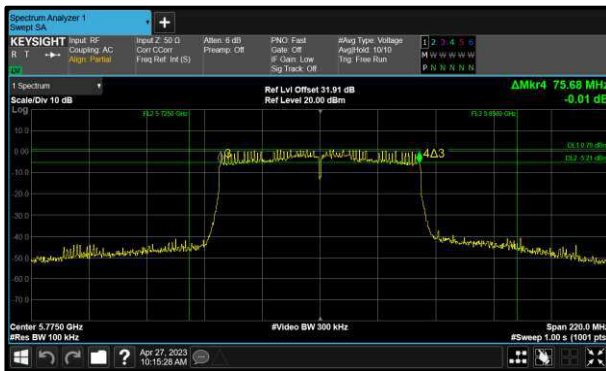 Spectrum Analyzer 1
Swept SA
KEYSIGHT
R T
Input: RF
Coupling: AC
Align: Partial
Input Z: 50 Ω
Corr CCorr
Freq Ref: Int (S)
Atten: 6 dB
Preamp: Off
PNO: Fast
Gate: Off
IF Gain: Low
Sig Track: Off
#Avg Type: Voltage
Avg|Hold: 10/10
Trig: Free Run
1 2 3 4 5 6
M W W W W W
P N N N N N
1 Spectrum
Scale/Div 10 dB
Ref Lvl Offset 31.91 dB
Ref Level 20.00 dBm
ΔMkr4 75.68 MHz
-0.01 dB
Log
10.0
0.00
-10.0
-20.0
-30.0
-40.0
-50.0
-60.0
-70.0
3
4Δ3
Center 5.7750 GHz
#Res BW 100 kHz
#Video BW 300 kHz
Span 220.0 MHz
#Sweep 1.00 s (1001 pts)
?
Apr 27, 2023
10:15:28 AM